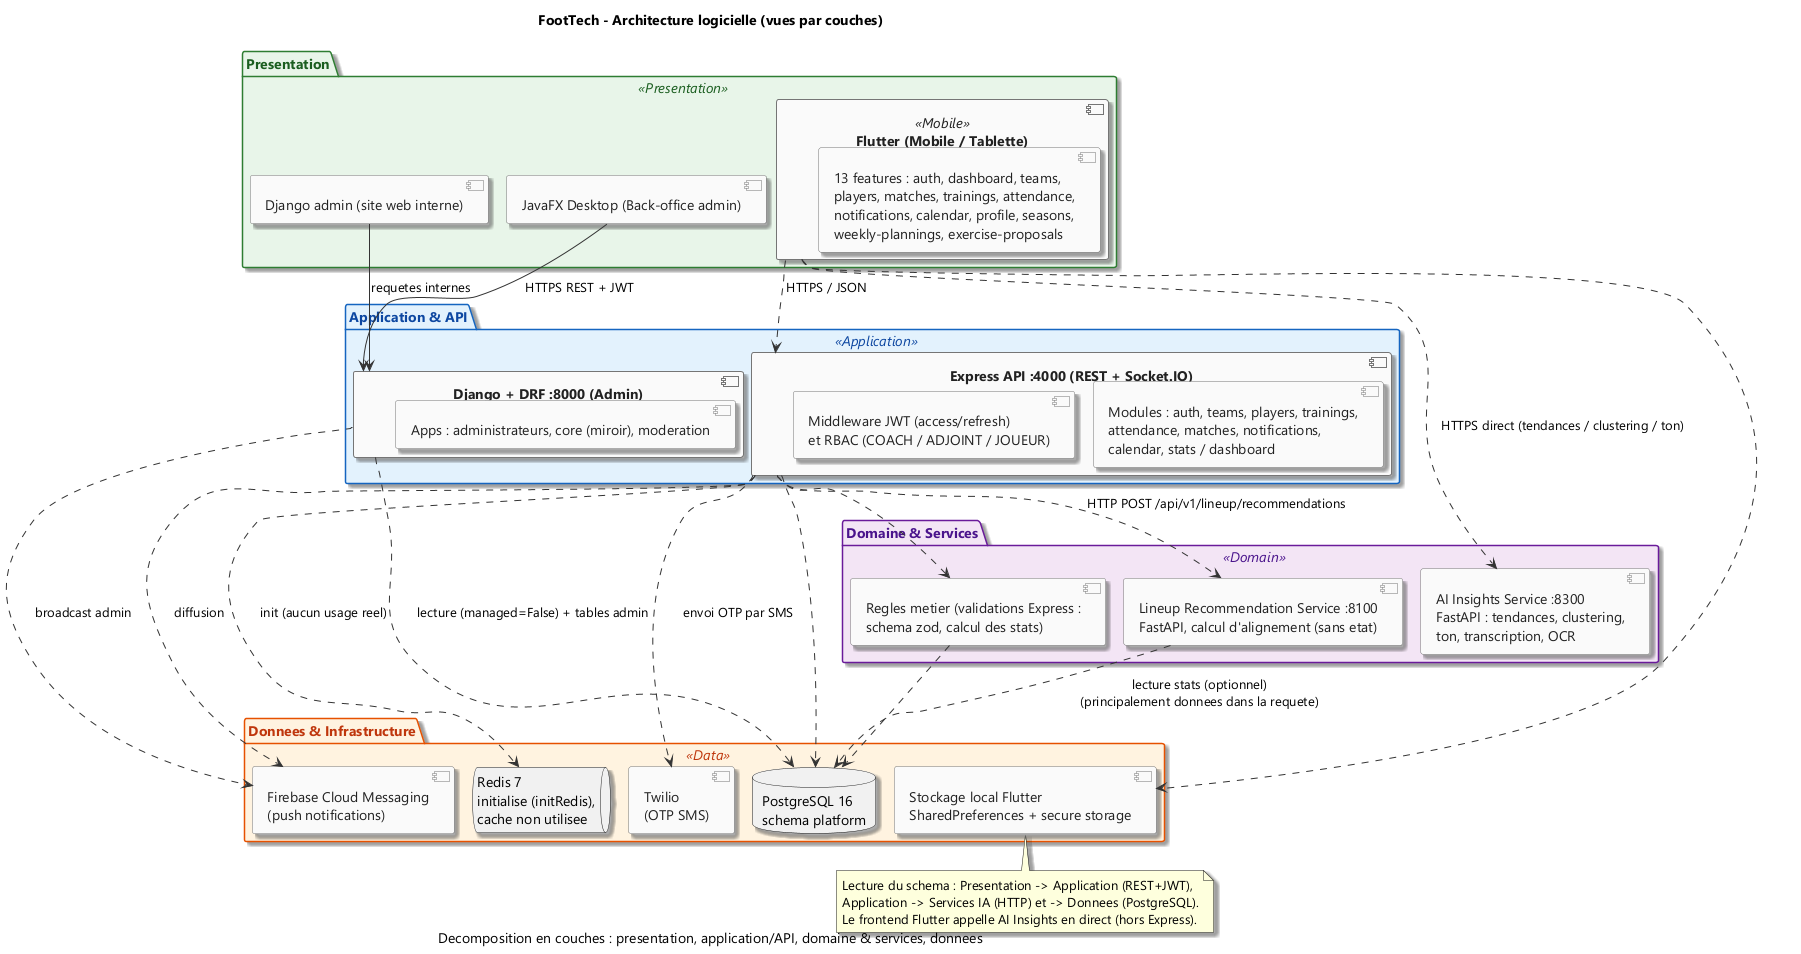 FootTech - Architecture logicielle (vues par couches)
Presentation
«Presentation»
«Mobile»
Flutter (Mobile / Tablette)
13 features : auth, dashboard, teams,
players, matches, trainings, attendance,
notifications, calendar, profile, seasons,
weekly-plannings, exercise-proposals
Django admin (site web interne)
JavaFX Desktop (Back-office admin)
requetes internes
HTTPS REST + JWT
HTTPS / JSON
Application & API
«Application»
Django + DRF :8000 (Admin)
Apps : administrateurs, core (miroir), moderation
Express API :4000 (REST + Socket.IO)
Middleware JWT (access/refresh)
et RBAC (COACH / ADJOINT / JOUEUR)
Modules : auth, teams, players, trainings,
attendance, matches, notifications,
calendar, stats / dashboard
HTTPS direct (tendances / clustering / ton)
HTTP POST /api/v1/lineup/recommendations
Domaine & Services
«Domain»
Regles metier (validations Express :
schema zod, calcul des stats)
Lineup Recommendation Service :8100
FastAPI, calcul d'alignement (sans etat)
AI Insights Service :8300
FastAPI : tendances, clustering,
ton, transcription, OCR
broadcast admin
diffusion
init (aucun usage reel)
lecture (managed=False) + tables admin
envoi OTP par SMS
lecture stats (optionnel)
(principalement donnees dans la requete)
Donnees & Infrastructure
«Data»
Firebase Cloud Messaging
(push notifications)
Redis 7
initialise (initRedis),
cache non utilisee
Twilio
(OTP SMS)
PostgreSQL 16
schema platform
Stockage local Flutter
SharedPreferences + secure storage
Lecture du schema : Presentation -> Application (REST+JWT),
Application -> Services IA (HTTP) et -> Donnees (PostgreSQL).
Le frontend Flutter appelle AI Insights en direct (hors Express).
Decomposition en couches : presentation, application/API, domaine & services, donnees